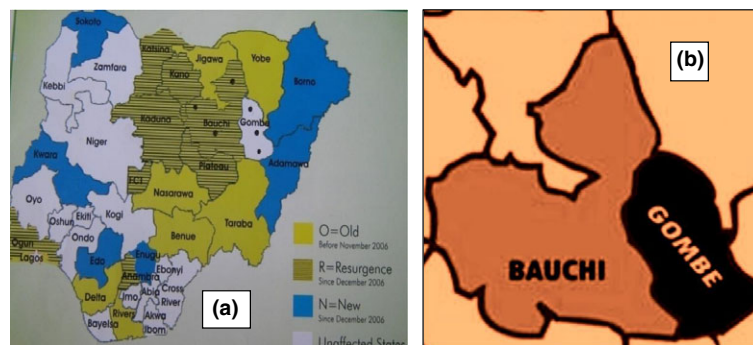 Sokoto
Katsina
Jigawa
Yobe
Borno
Zamfara
Kano
Kebbi
Kaduna
Bauchi
Gombe
Niger
Adamawa
Kwara
FCT
Plateau
Nasarawa
Oyo
Taraba
Ekiti
Kogi
Oshun
Benue
Ondo
Ogun
Lagos
Edo
Enugu
Ebonyi
Anambra
Delta
Imo
Abia
Cross
River
Rivers
Akwa
Ibom
Bayelsa
O=Old
Before November 2006
R=Resurgence
Since December 2006
N=New
Since December 2006
Unaffected States
(a)
(b)
BAUCHI
GOMBE